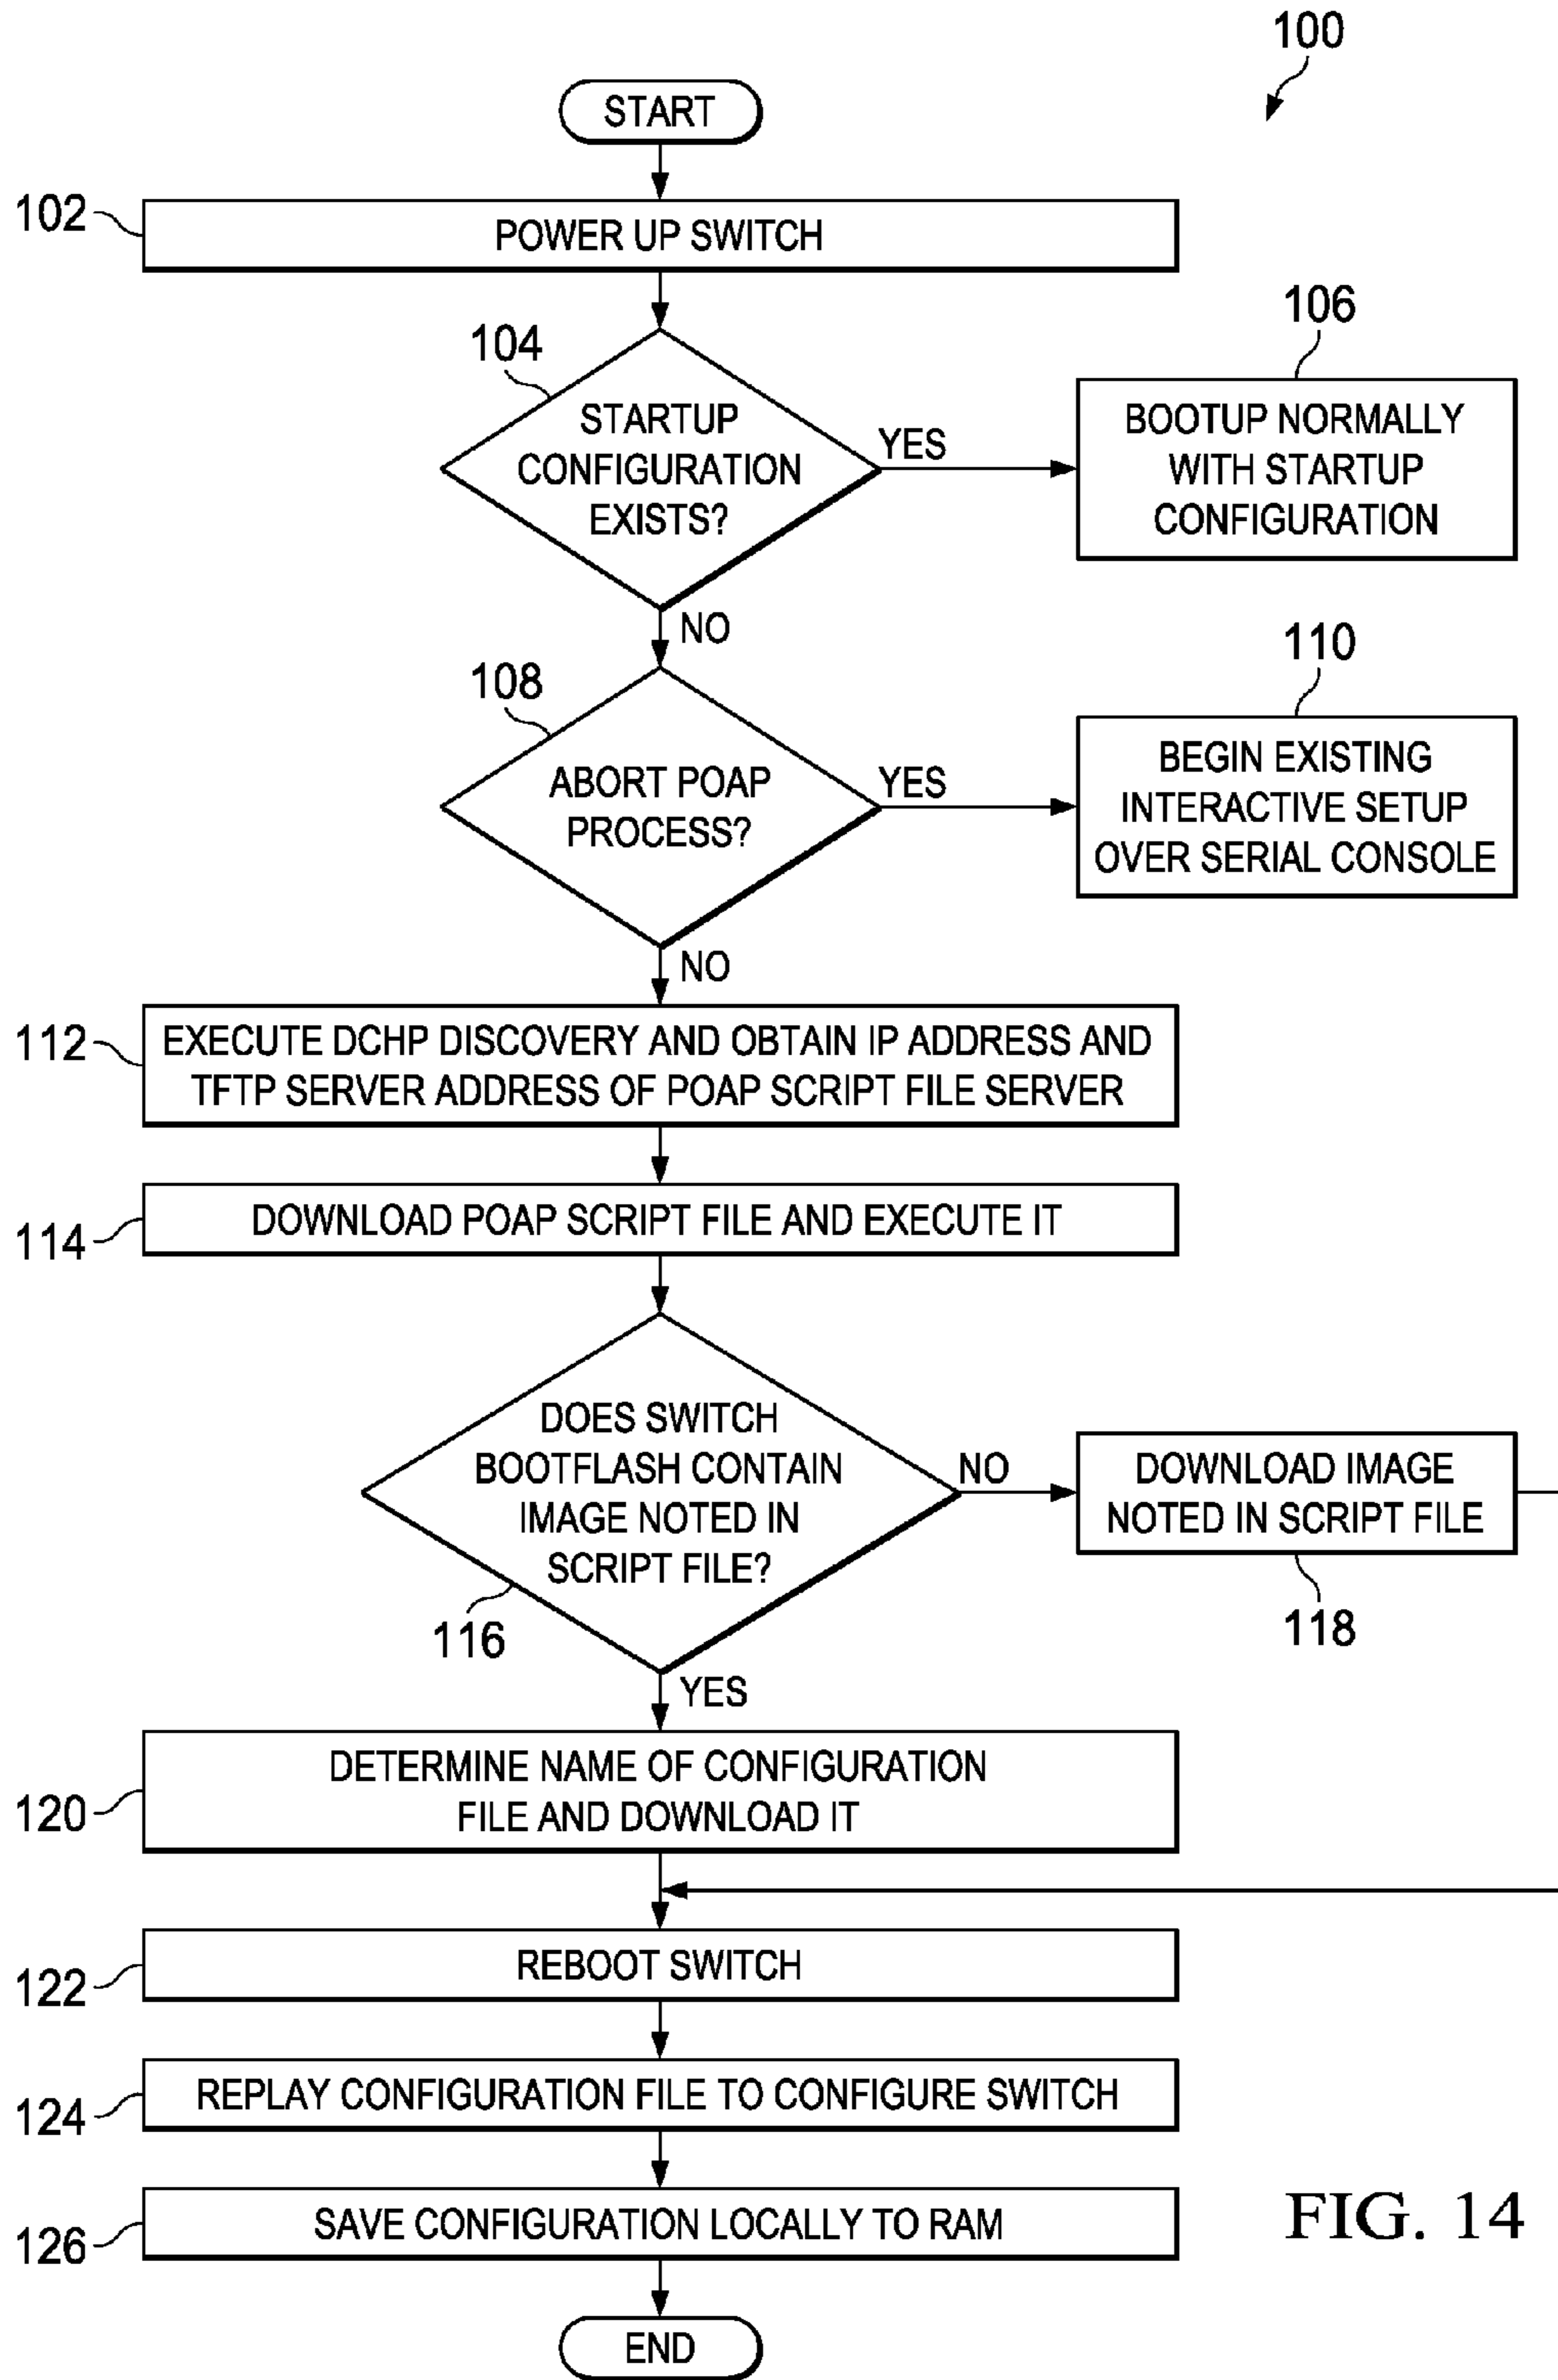 100
START
102
POWER UP SWITCH
104
STARTUP
CONFIGURATION
EXISTS?
YES
106
BOOTUP NORMALLY
WITH STARTUP
CONFIGURATION
NO
108
ABORT POAP
PROCESS?
YES
110
BEGIN EXISTING
INTERACTIVE SETUP
OVER SERIAL CONSOLE
NO
112
EXECUTE DCHP DISCOVERY AND OBTAIN IP ADDRESS AND
TFTP SERVER ADDRESS OF POAP SCRIPT FILE SERVER
114
DOWNLOAD POAP SCRIPT FILE AND EXECUTE IT
DOES SWITCH
BOOTFLASH CONTAIN
IMAGE NOTED IN
SCRIPT FILE?
116
NO
DOWNLOAD IMAGE
NOTED IN SCRIPT FILE
118
YES
120
DETERMINE NAME OF CONFIGURATION
FILE AND DOWNLOAD IT
122
REBOOT SWITCH
124
REPLAY CONFIGURATION FILE TO CONFIGURE SWITCH
126
SAVE CONFIGURATION LOCALLY TO RAM
END
FIG. 14